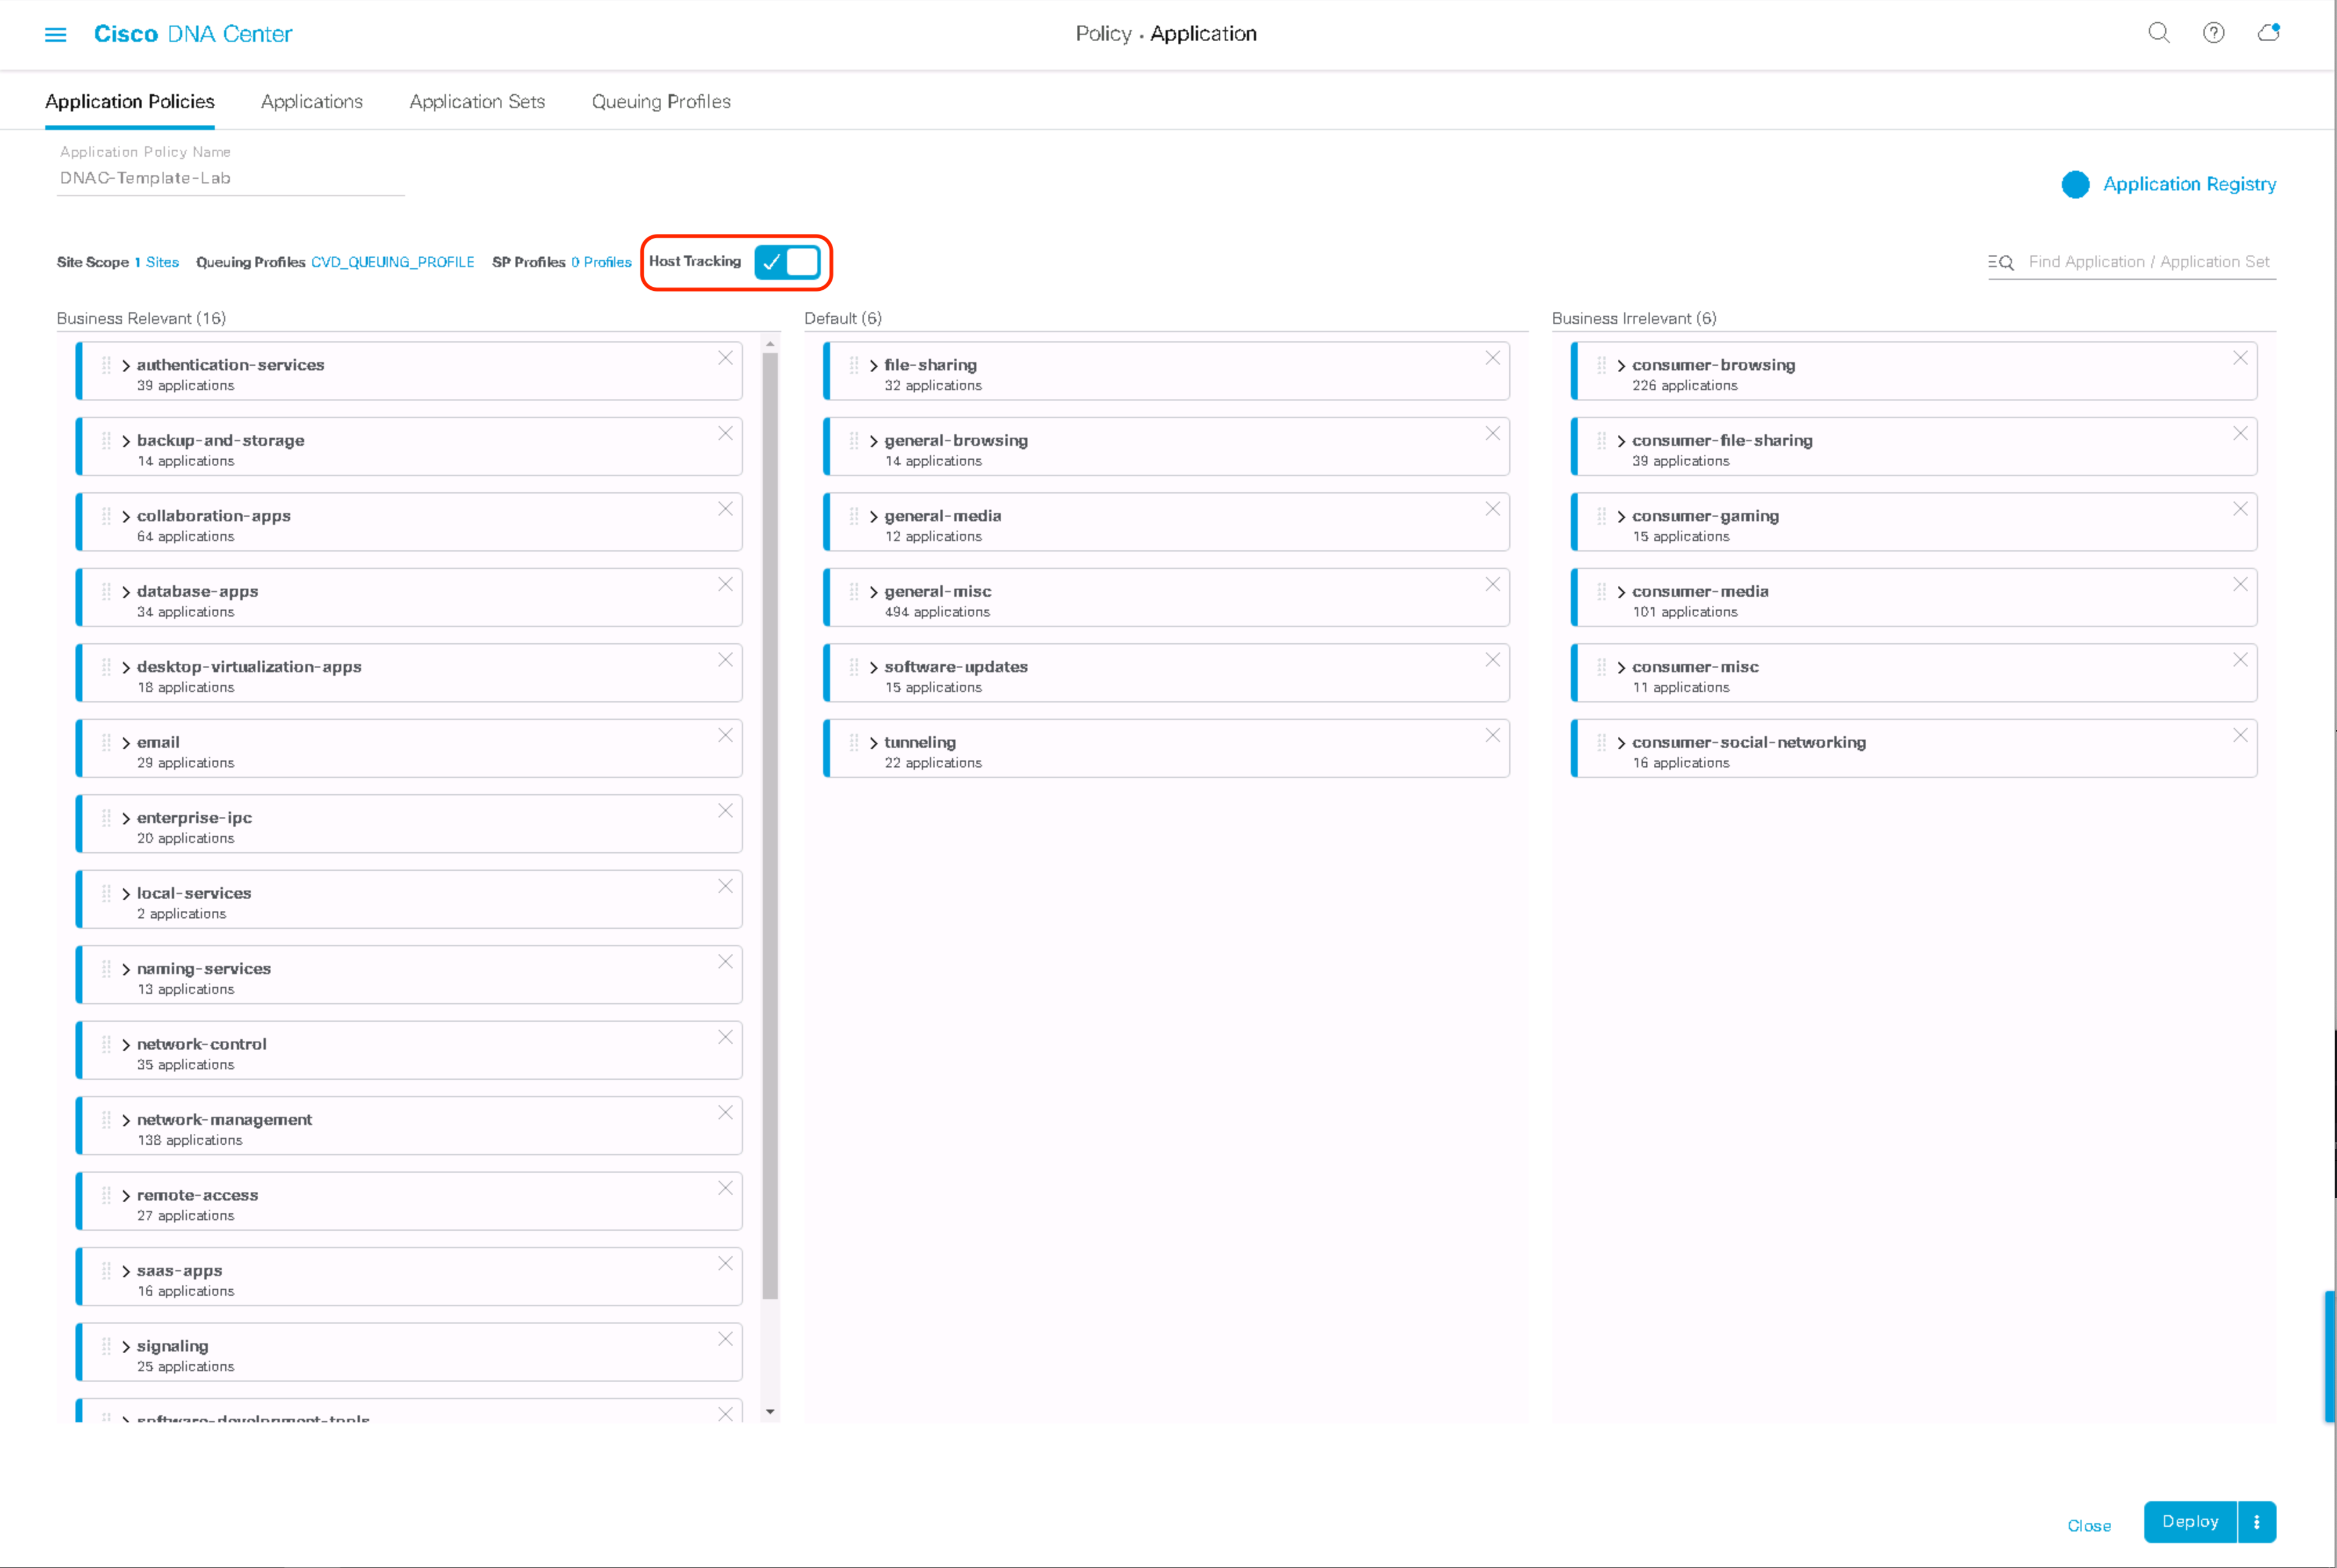 Cisco DNA Center
Policy · Application
Application Policies
Applications
Application Sets
Queuing Profiles
Application Policy Name
DNAC-Template-Lab
Application Registry
Site Scope 1 Sites
Queuing Profiles CVD_QUEUING_PROFILE
SP Profiles 0 Profiles
Host Tracking
Find Application / Application Set
Business Relevant (16)
authentication-services
39 applications
backup-and-storage
14 applications
collaboration-apps
64 applications
database-apps
34 applications
desktop-virtualization-apps
18 applications
email
29 applications
enterprise-ipc
20 applications
local-services
2 applications
naming-services
13 applications
network-control
35 applications
network-management
138 applications
remote-access
27 applications
saas-apps
16 applications
signaling
25 applications
software-development-tools
Default (6)
file-sharing
32 applications
general-browsing
14 applications
general-media
12 applications
general-misc
494 applications
software-updates
15 applications
tunneling
22 applications
Business Irrelevant (6)
consumer-browsing
226 applications
consumer-file-sharing
39 applications
consumer-gaming
15 applications
consumer-media
101 applications
consumer-misc
11 applications
consumer-social-networking
16 applications
Close
Deploy